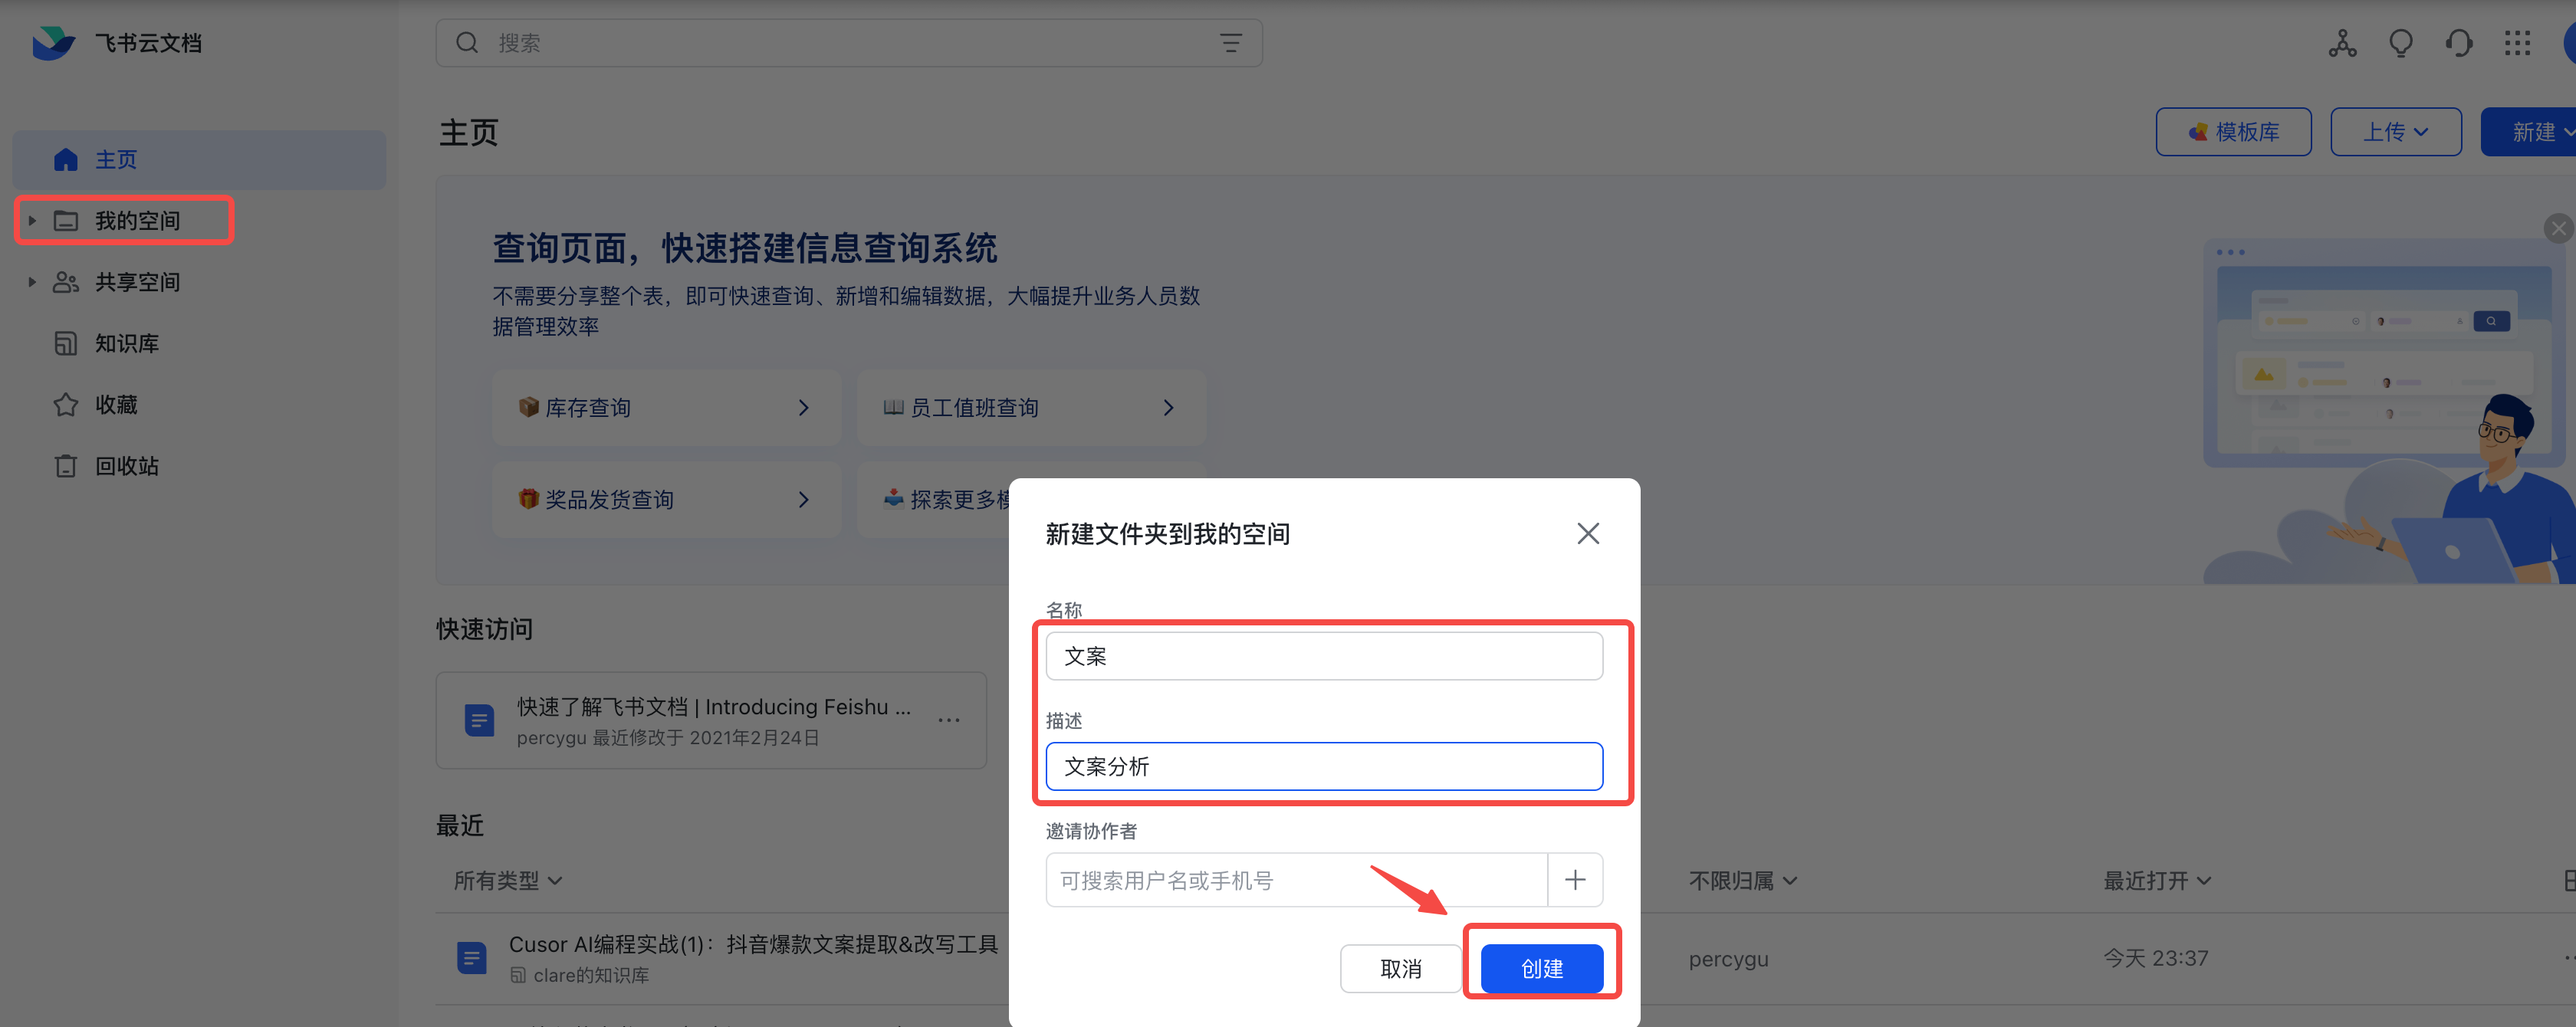 飞书云文档
搜索
主页
我的空间
共享空间
知识库
收藏
回收站
主页
模板库
上传
新建
查询页面，快速搭建信息查询系统
不需要分享整个表，即可快速查询、新增和编辑数据，大幅提升业务人员数
据管理效率
库存查询
员工值班查询
奖品发货查询
探索更多
快速访问
快速了解飞书文档 | Introducing Feishu ...
percygu 最近修改于 2021年2月24日
最近
所有类型
不限归属
最近打开
Cusor AI编程实战(1)：抖音爆款文案提取&改写工具
clare的知识库
percygu
今天 23:37
新建文件夹到我的空间
名称
文案
描述
文案分析
邀请协作者
可搜索用户名或手机号
取消
创建